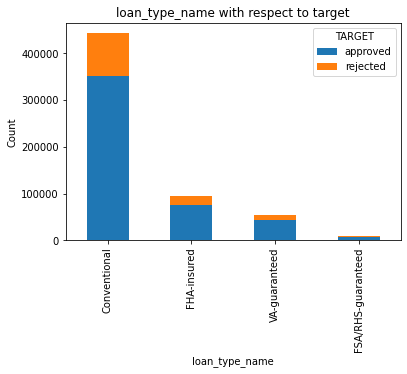 loan_type_name with respect to target
TARGET
approved
rejected
400000
300000
200000
100000
0
Count
Conventional
FHA-insured
VA-guaranteed
FSA/RHS-guaranteed
loan_type_name